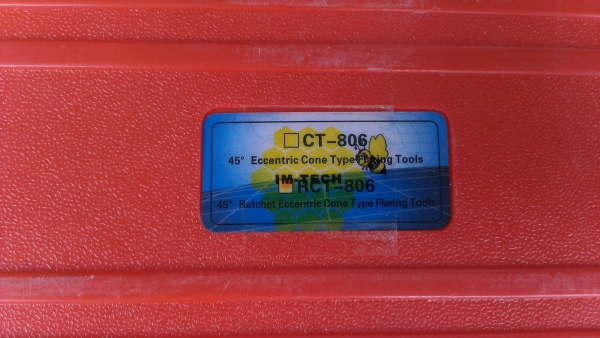 CT-806
45° Eccentric Cone Type Flaring Tools
IM-TECH
RCT-806
45° Ratchet Eccentric Cone Type Flaring Tools